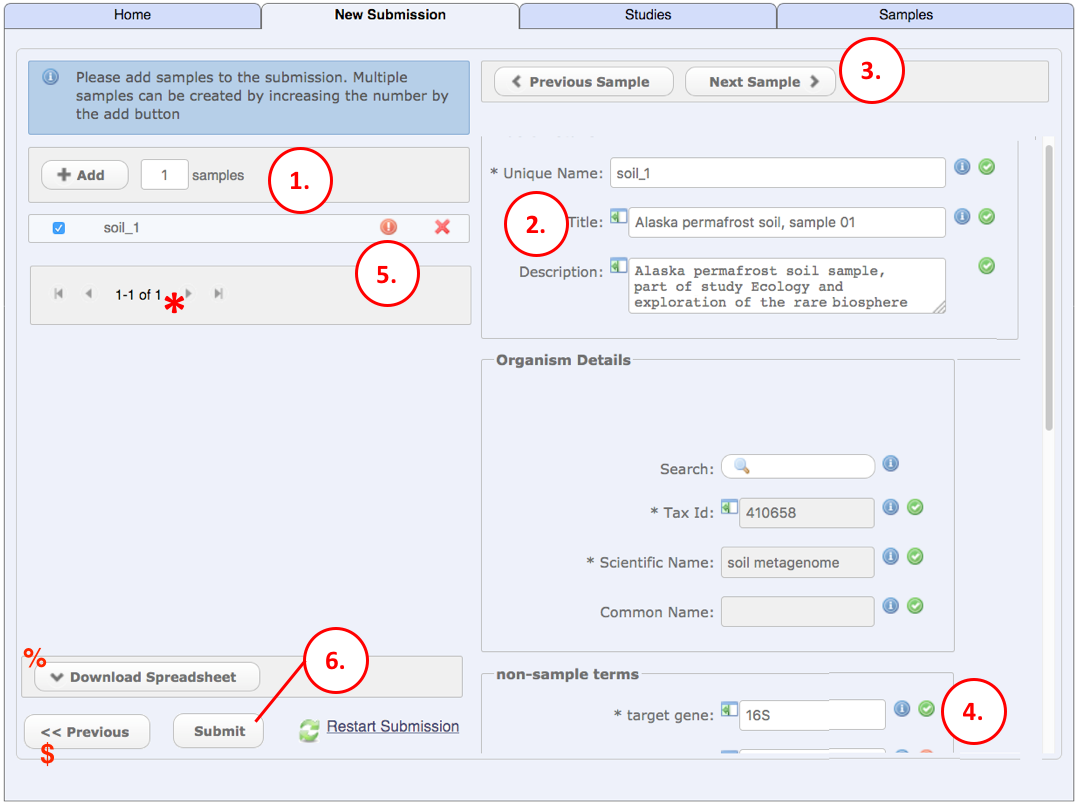 Home New Submission Studies Samples
Please add samples to the submission. Multiple
samples can be created by increasing the number by
the add button
Previous Sample Next Sample 3.
Add 1 samples 1.
* Unique Name: soil_1
2. Title: Alaska permafrost soil, sample 01
soil_1
5.
Description: Alaska permafrost soil sample,
part of study Ecology and
exploration of the rare biosphere
1-1 of 1 *
Organism Details
Search:
* Tax Id: 410658
* Scientific Name: soil metagenome
Common Name:
%
Download Spreadsheet
6.
non-sample terms
* target gene: 16S 4.
<< Previous Submit Restart Submission
$